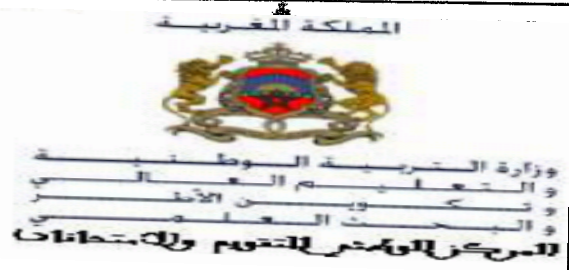 المملكة المغربية
وزارة التربية الوطنية
و التعليم العالي
و تكوين الأطر
و البحث العلمي
المركز الوطني للتقويم والامتحانات